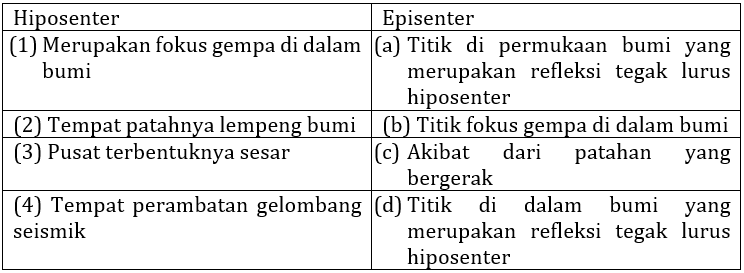 Hiposenter
Episenter
(1) Merupakan fokus gempa di dalam
bumi
(a) Titik di permukaan bumi yang
merupakan refleksi tegak lurus
hiposenter
(2) Tempat patahnya lempeng bumi
(b) Titik fokus gempa di dalam bumi
(3) Pusat terbentuknya sesar
(c) Akibat dari patahan yang
bergerak
(4) Tempat perambatan gelombang
seismik
(d) Titik di dalam bumi yang
merupakan refleksi tegak lurus
hiposenter